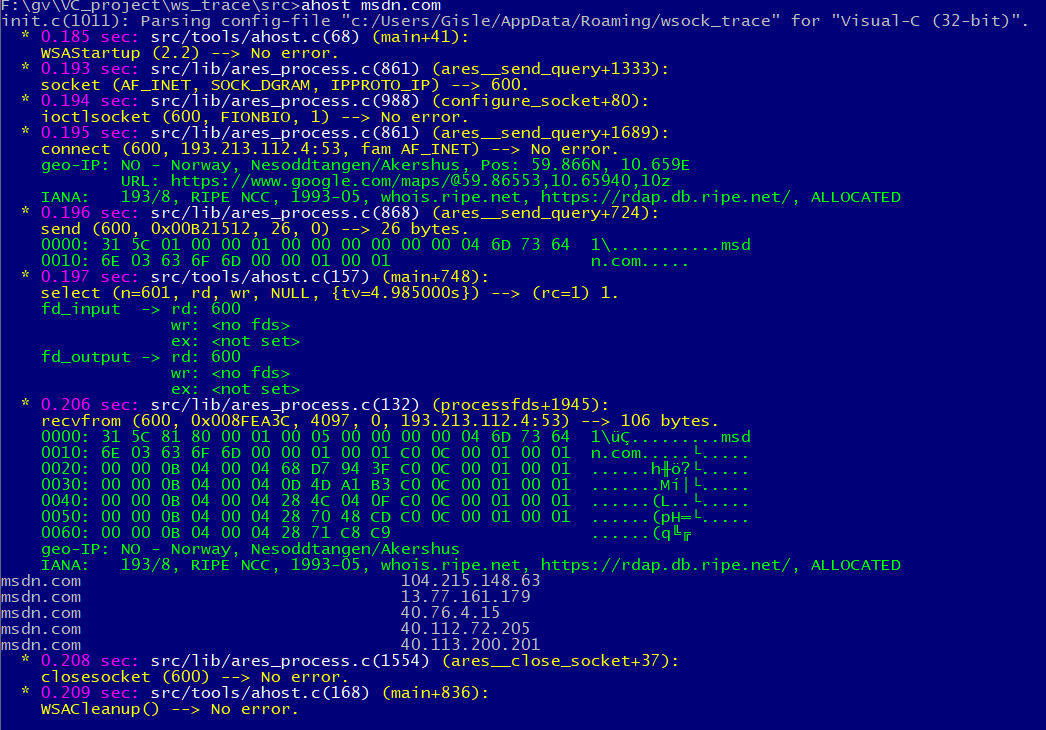 F:\gv\VC_project\ws_trace\src>ahost msdn.com
init.c(1011): Parsing config-file "c:/Users/Gisle/AppData/Roaming/wsock_trace" for "Visual-C (32-bit)".
* 0.185 sec: src/tools/ahost.c(68) (main+41):
WSAStartup (2.2) --> No error.
* 0.193 sec: src/lib/ares_process.c(861) (ares__send_query+1333):
socket (AF_INET, SOCK_DGRAM, IPPROTO_IP) --> 600.
* 0.194 sec: src/lib/ares_process.c(988) (configure_socket+80):
ioctlsocket (600, FIONBIO, 1) --> No error.
* 0.195 sec: src/lib/ares_process.c(861) (ares__send_query+1689):
connect (600, 193.213.112.4:53, fam AF_INET) --> No error.
geo-IP: NO - Norway, Nesoddtangen/Akershus, Pos: 59.866N, 10.659E
URL: https://www.google.com/maps/@59.86553,10.65940,10z
IANA:   193/8, RIPE NCC, 1993-05, whois.ripe.net, https://rdap.db.ripe.net/, ALLOCATED
* 0.196 sec: src/lib/ares_process.c(868) (ares__send_query+724):
send (600, 0x00B21512, 26, 0) --> 26 bytes.
0000: 31 5C 01 00 00 01 00 00 00 00 00 00 04 6D 73 64  1\...........msd
0010: 6E 03 63 6F 6D 00 00 01 00 01                    n.com.....
* 0.197 sec: src/tools/ahost.c(157) (main+748):
select (n=601, rd, wr, NULL, {tv=4.985000s}) --> (rc=1) 1.
fd_input  -> rd: 600
wr: <no fds>
ex: <not set>
fd_output -> rd: 600
wr: <no fds>
ex: <not set>
* 0.206 sec: src/lib/ares_process.c(132) (processfds+1945):
recvfrom (600, 0x008FEA3C, 4097, 0, 193.213.112.4:53) --> 106 bytes.
0000: 31 5C 81 80 00 01 00 05 00 00 00 00 04 6D 73 64  1\üÇ.........msd
0010: 6E 03 63 6F 6D 00 00 01 00 01 C0 0C 00 01 00 01  n.com.....└.....
0020: 00 00 0B 04 00 04 68 D7 94 3F C0 0C 00 01 00 01  ......h╫ö?└.....
0030: 00 00 0B 04 00 04 0D 4D A1 B3 C0 0C 00 01 00 01  .......Mí│└.....
0040: 00 00 0B 04 00 04 28 4C 04 0F C0 0C 00 01 00 01  ......(L..└.....
0050: 00 00 0B 04 00 04 28 70 48 CD C0 0C 00 01 00 01  ......(pH═└.....
0060: 00 00 0B 04 00 04 28 71 C8 C9                    ......(q╚╔
geo-IP: NO - Norway, Nesoddtangen/Akershus
IANA:   193/8, RIPE NCC, 1993-05, whois.ripe.net, https://rdap.db.ripe.net/, ALLOCATED
msdn.com                                104.215.148.63
msdn.com                                13.77.161.179
msdn.com                                40.76.4.15
msdn.com                                40.112.72.205
msdn.com                                40.113.200.201
* 0.208 sec: src/lib/ares_process.c(1554) (ares__close_socket+37):
closesocket (600) --> No error.
* 0.209 sec: src/tools/ahost.c(168) (main+836):
WSACleanup() --> No error.